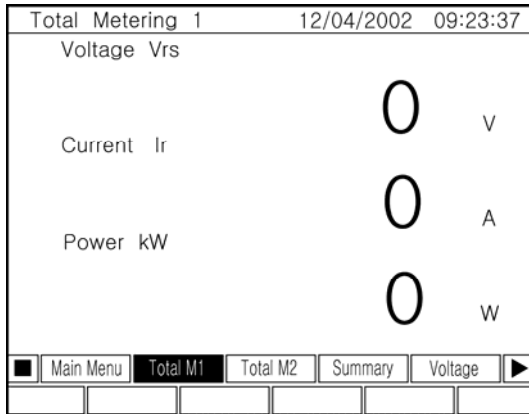 Total Metering 1 12/04/2002 09:23:37
Voltage Vrs
0 V
Current Ir
0 A
Power kW
0 W
Main Menu Total M1 Total M2 Summary Voltage